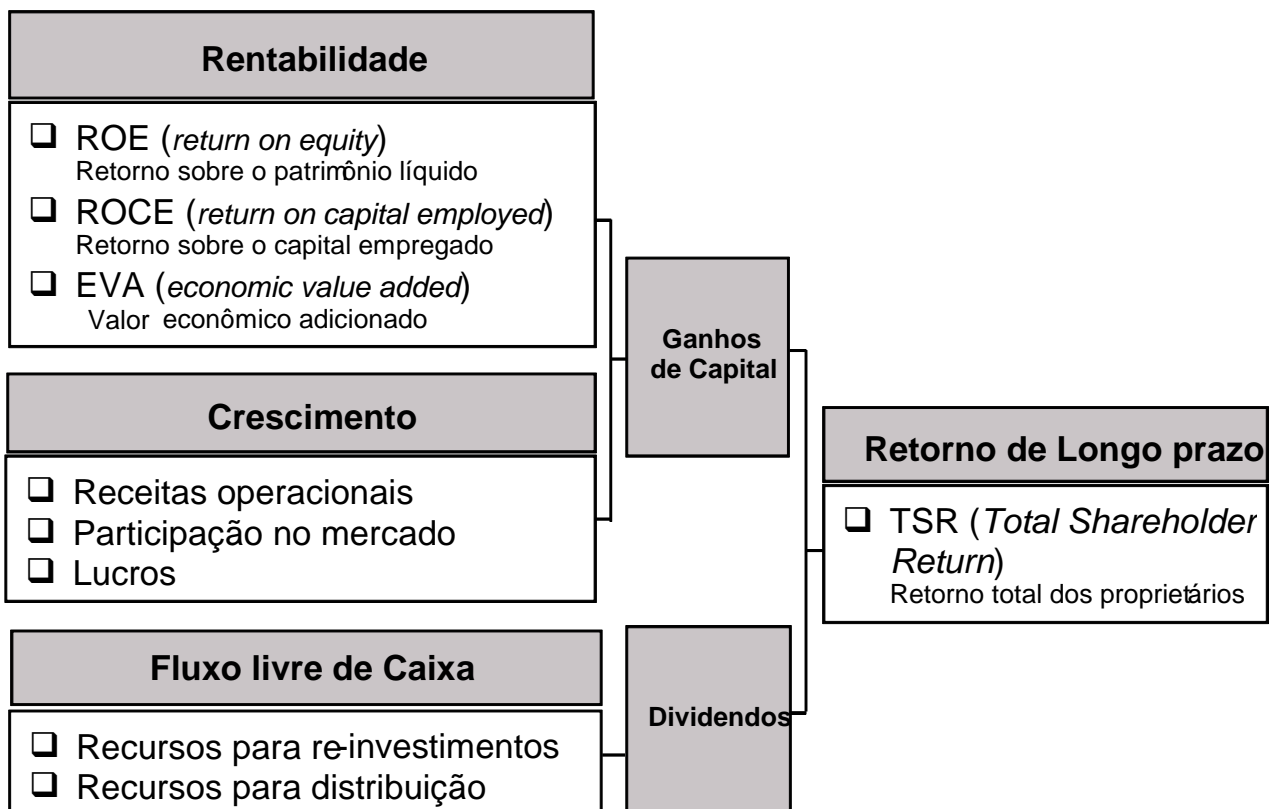 Rentabilidade
❑ ROE (return on equity)
Retorno sobre o patrimônio líquido
❑ ROCE (return on capital employed)
Retorno sobre o capital empregado
❑ EVA (economic value added)
Valor econômico adicionado
Crescimento
❑ Receitas operacionais
❑ Participação no mercado
❑ Lucros
Fluxo livre de Caixa
❑ Recursos para re-investimentos
❑ Recursos para distribuição
Ganhos
de Capital
Dividendos
Retorno de Longo prazo
❑ TSR (Total Shareholder
Return)
Retorno total dos proprietários